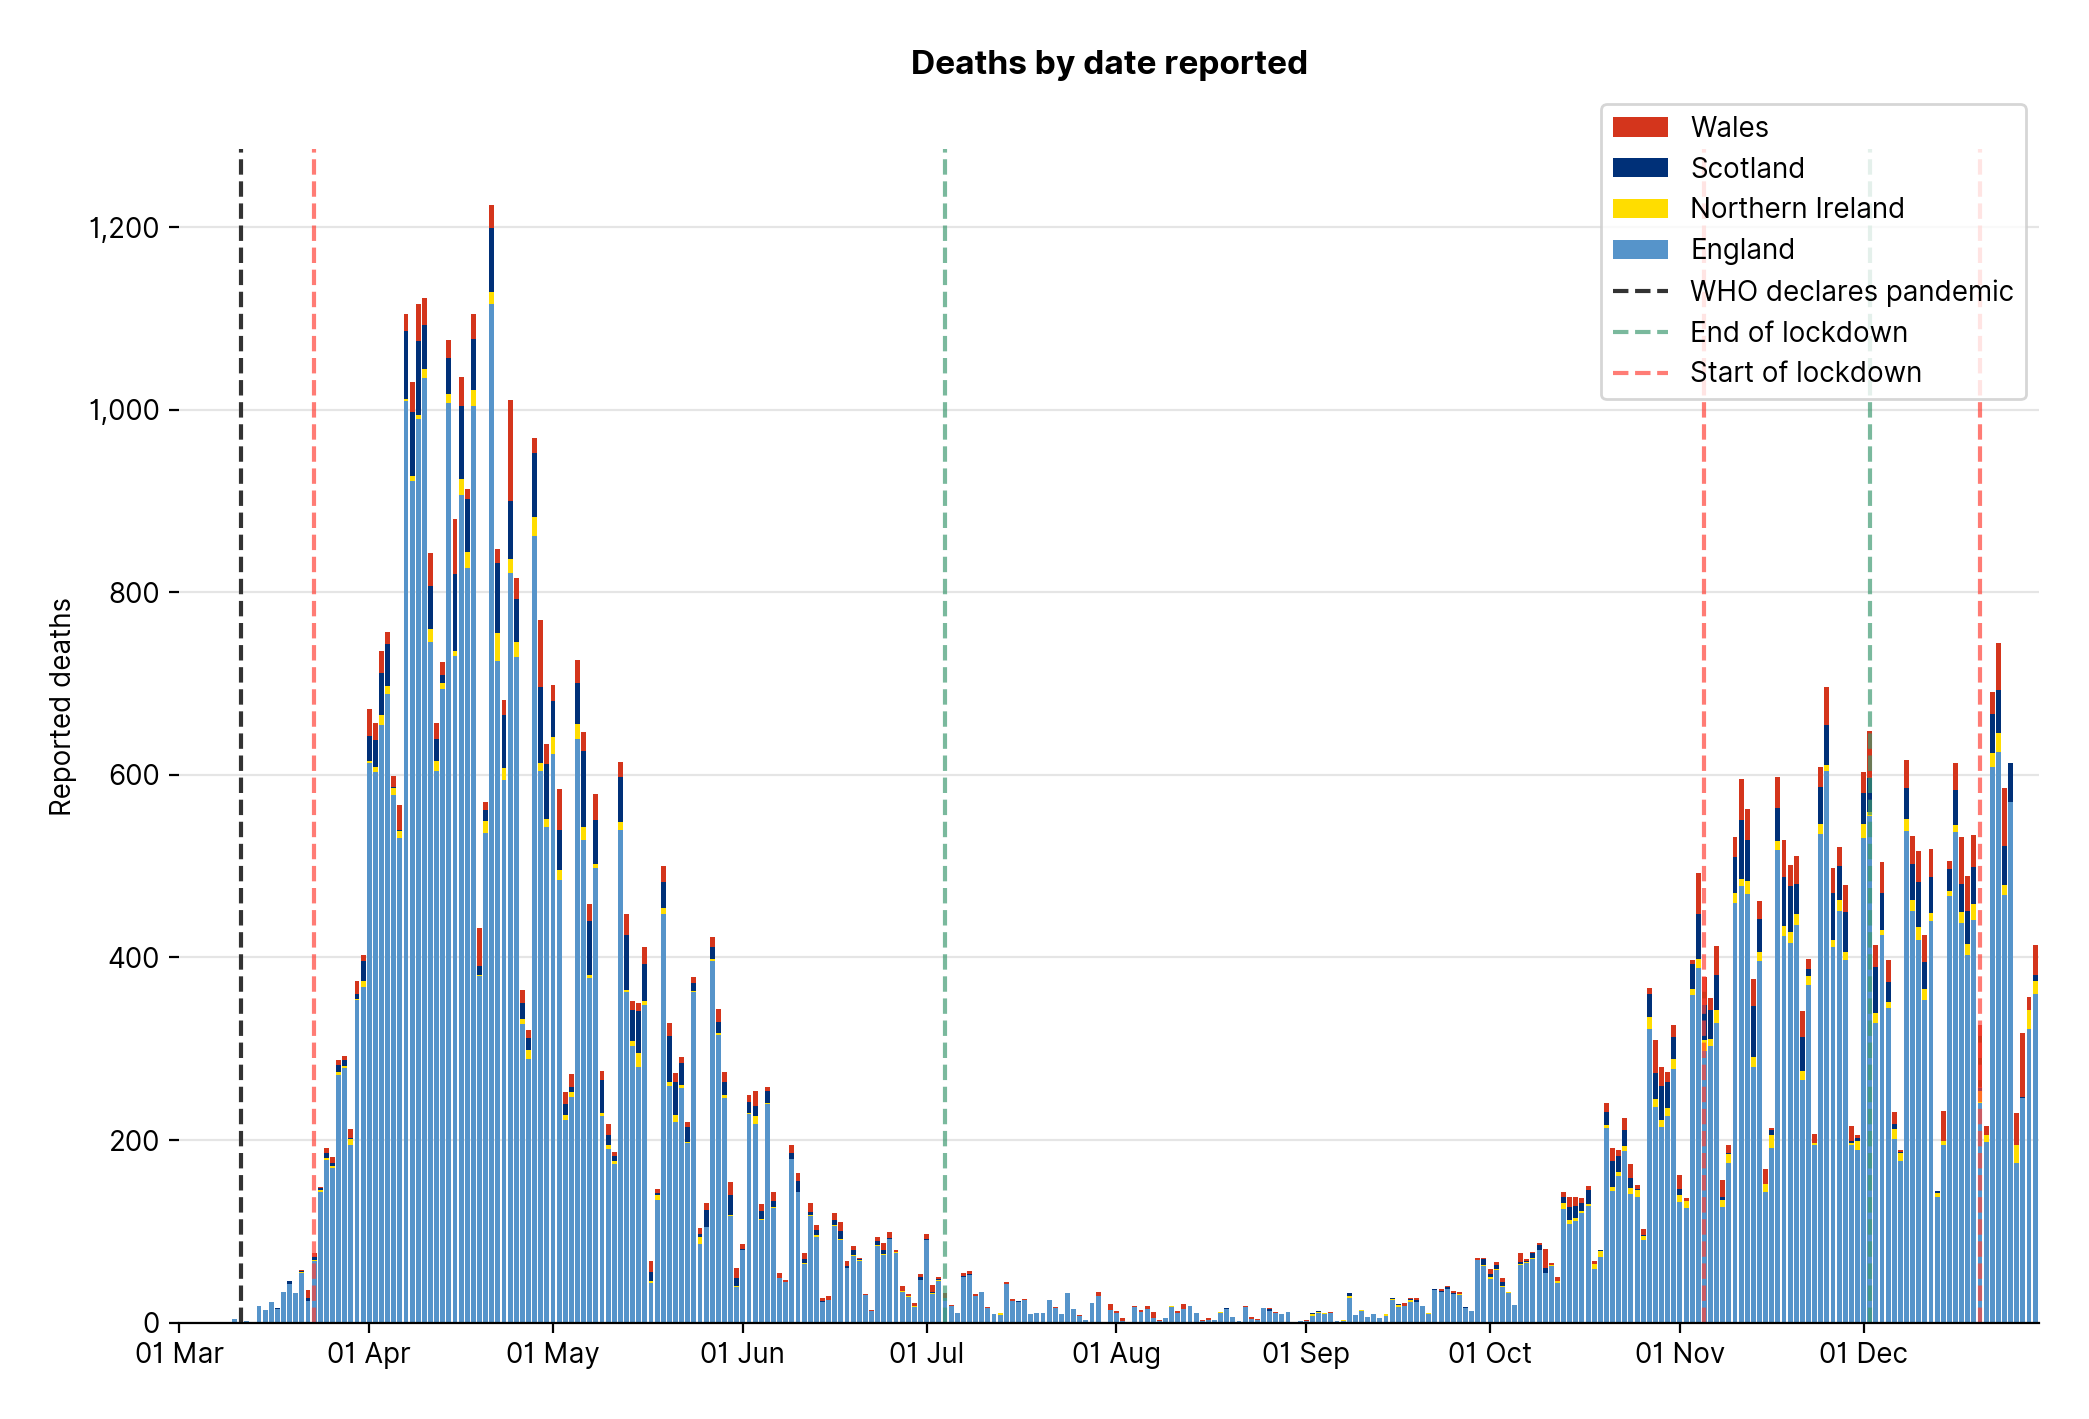 Deaths by date reported
Wales
Scotland
Northern Ireland
England
WHO declares pandemic
End of lockdown
Start of lockdown
1,200
1,000
800
600
400
200
0
Reported deaths
01 Mar
01 Apr
01 May
01 Jun
01 Jul
01 Aug
01 Sep
01 Oct
01 Nov
01 Dec